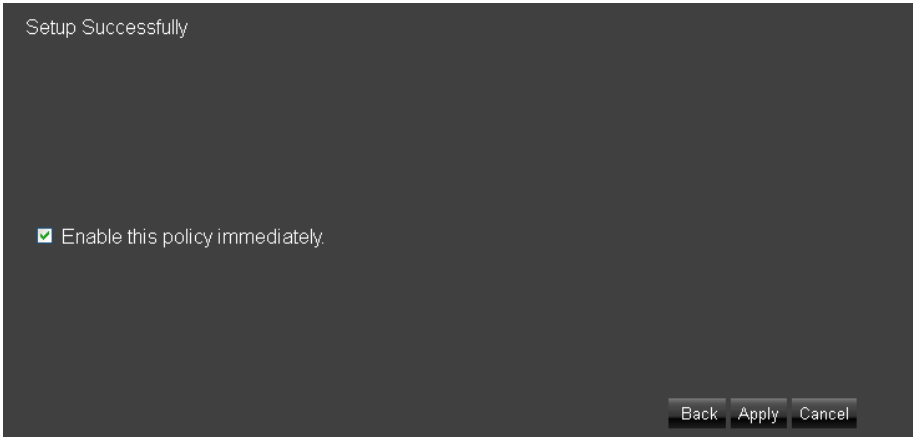 Setup Successfully
Enable this policy immediately.
Back Apply Cancel